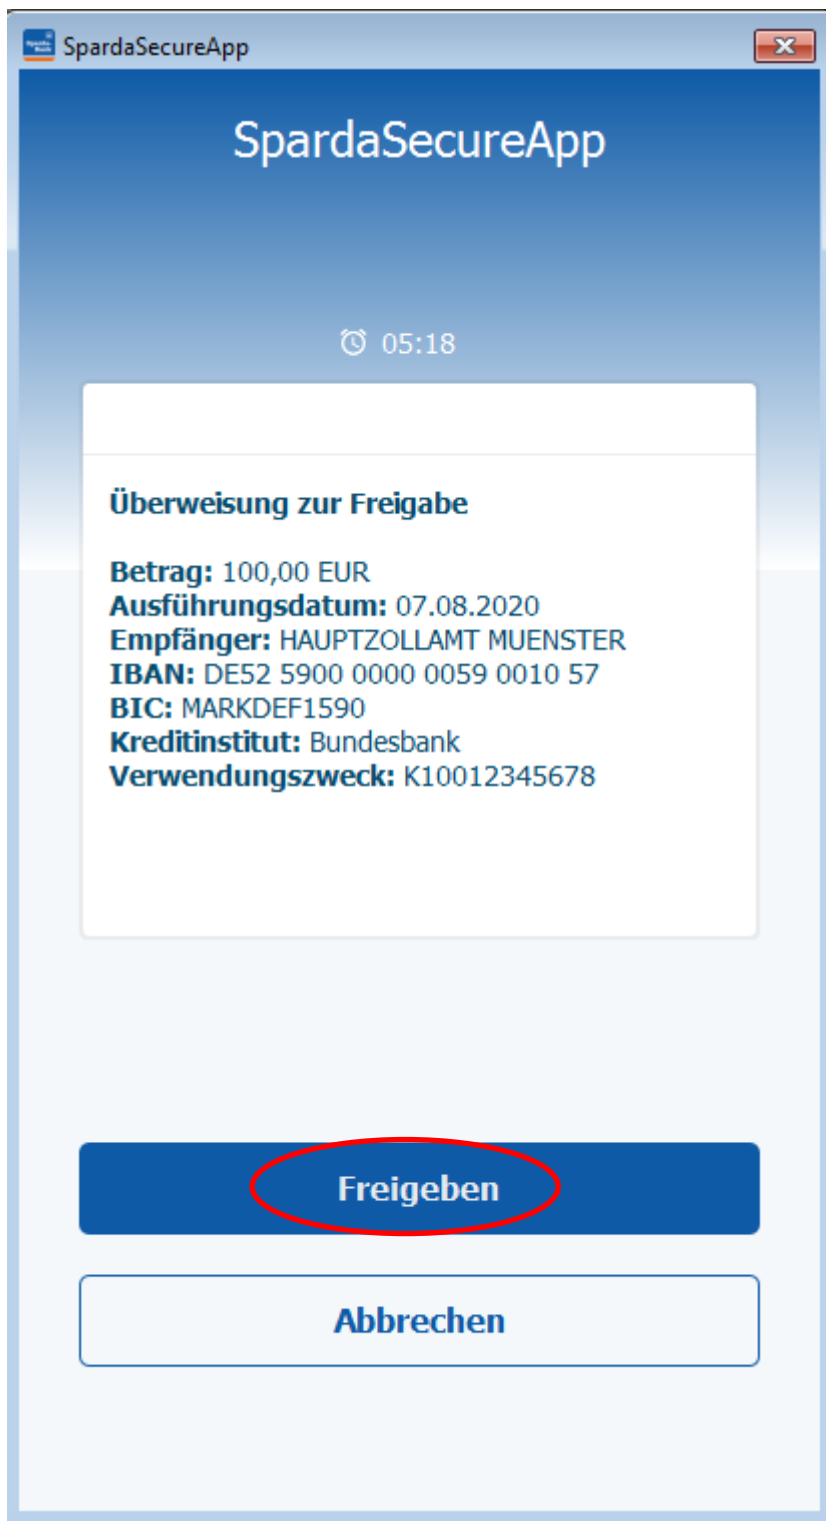 SpardaSecureApp
SpardaSecureApp
05:18
Überweisung zur Freigabe
Betrag: 100,00 EUR
Ausführungsdatum: 07.08.2020
Empfänger: HAUPTZOLLAMT MUENSTER
IBAN: DE52 5900 0000 0059 0010 57
BIC: MARKDEF1590
Kreditinstitut: Bundesbank
Verwendungszweck: K10012345678
Freigeben
Abbrechen